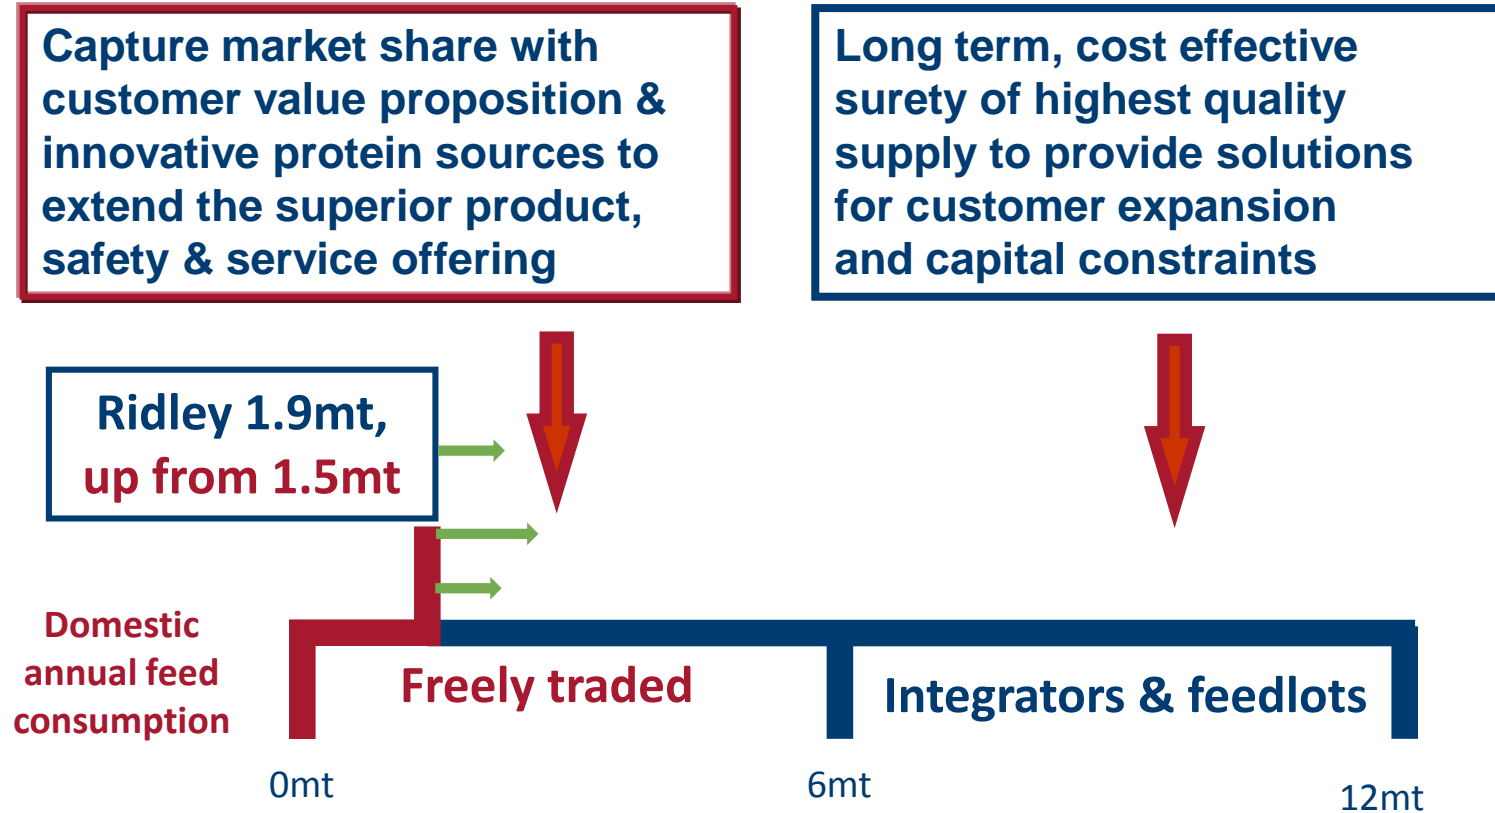 Capture market share with
customer value proposition &
innovative protein sources to
extend the superior product,
safety & service offering
Long term, cost effective
surety of highest quality
supply to provide solutions
for customer expansion
and capital constraints
Ridley 1.9mt,
up from 1.5mt
Domestic
annual feed
consumption
Freely traded
Integrators & feedlots
0mt
6mt
12mt